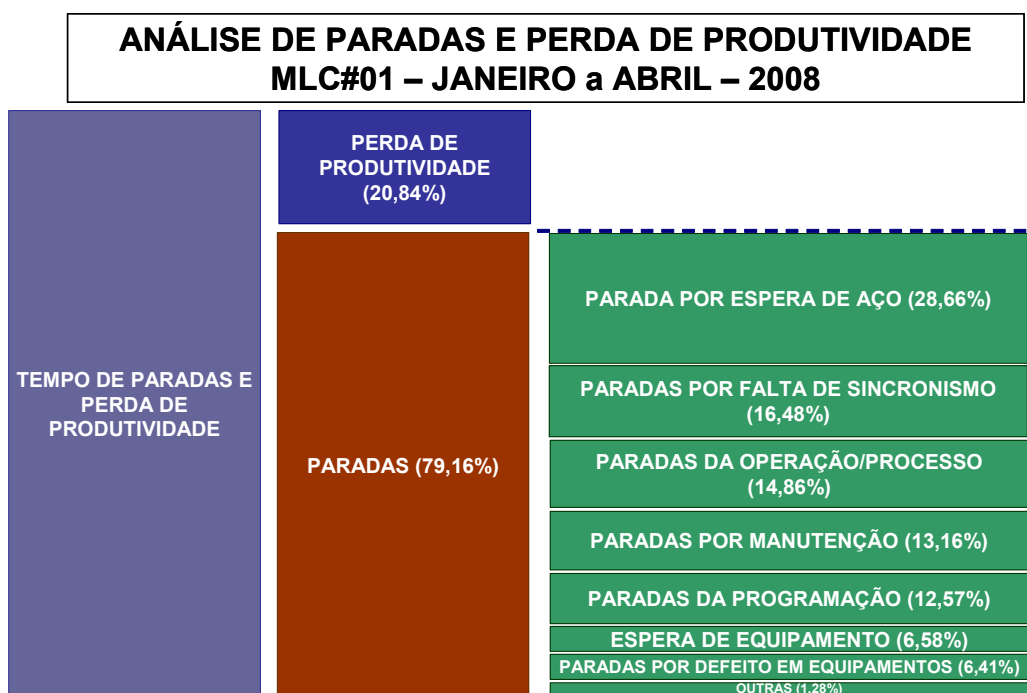 ANÁLISE DE PARADAS E PERDA DE PRODUTIVIDADE
MLC#01 – JANEIRO a ABRIL – 2008
TEMPO DE PARADAS E
PERDA DE
PRODUTIVIDADE
PERDA DE
PRODUTIVIDADE
(20,84%)
PARADAS (79,16%)
PARADA POR ESPERA DE AÇO (28,66%)
PARADAS POR FALTA DE SINCRONISMO
(16,48%)
PARADAS DA OPERAÇÃO/PROCESSO
(14,86%)
PARADAS POR MANUTENÇÃO (13,16%)
PARADAS DA PROGRAMAÇÃO (12,57%)
ESPERA DE EQUIPAMENTO (6,58%)
PARADAS POR DEFEITO EM EQUIPAMENTOS (6,41%)
OUTRAS (1,28%)